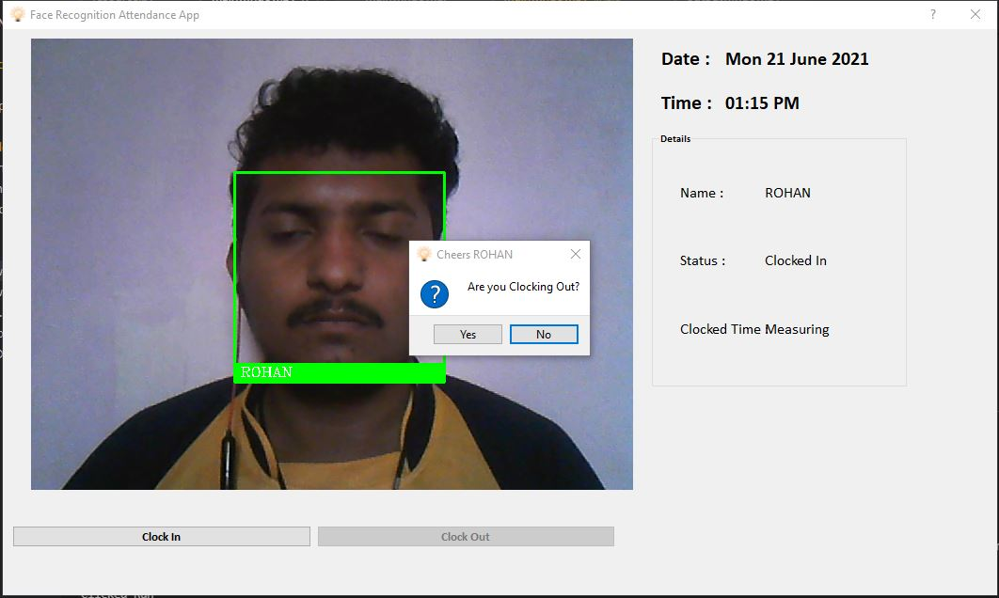 Face Recognition Attendance App
?
Date : Mon 21 June 2021
Time : 01:15 PM
Details
Name : ROHAN
Status : Clocked In
Clocked Time Measuring
Cheers ROHAN
? Are you Clocking Out?
Yes No
ROHAN
Clock In Clock Out